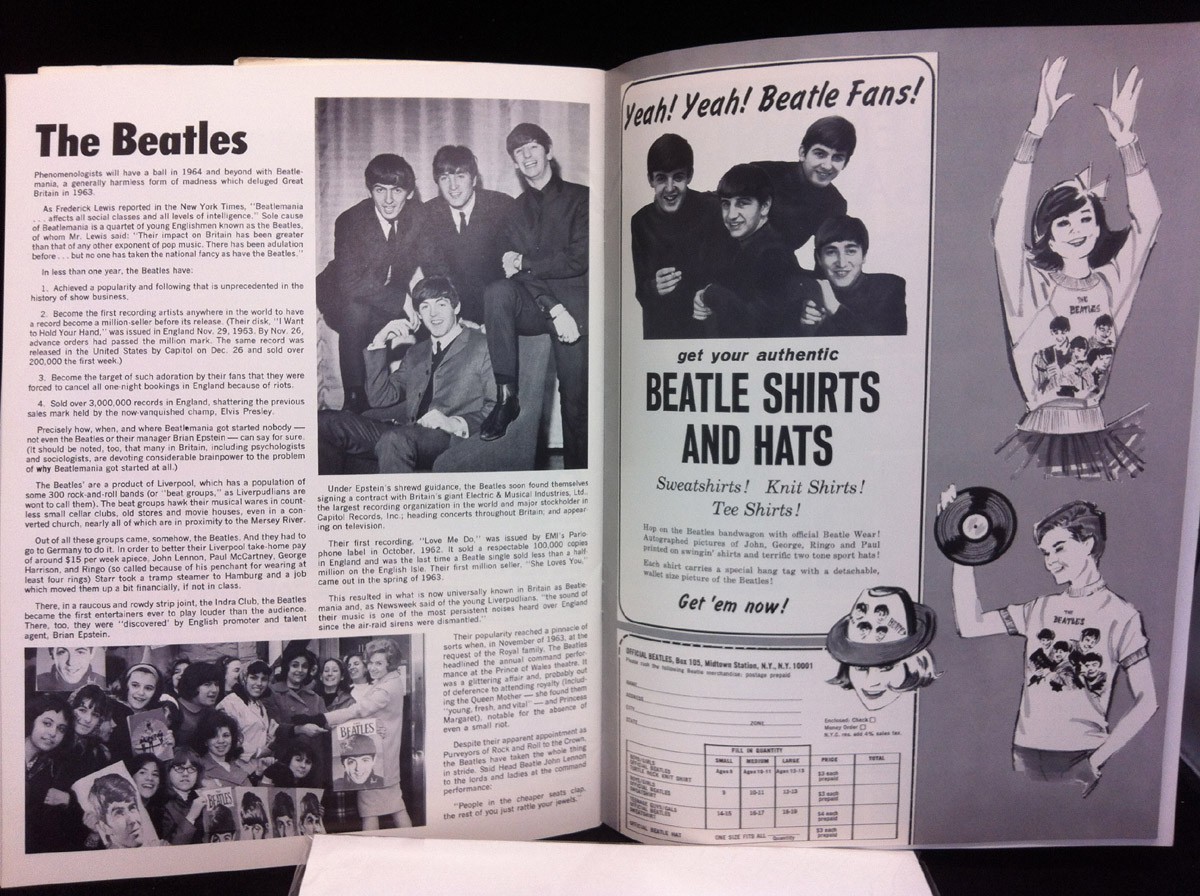 The Beatles
Phenomenologists will have a ball in 1964 and beyond with Beatle-
mania, a generally harmless form of madness which deluged Great
Britain in 1963.
As Frederick Lewis reported in the New York Times, "Beatlemania
. . . affects all social classes and all levels of intelligence." Sole cause
of Beatlemania is a quartet of young Englishmen known as the Beatles,
of whom Mr. Lewis said: "Their impact on Britain has been greater
than that of any other exponent of pop music. There has been adulation
before . . . but no one has taken the national fancy as have the Beatles."
In less than one year, the Beatles have:
1. Achieved a popularity and following that is unprecedented in the
history of show business.
2. Become the first recording artists anywhere in the world to have
a record become a million-seller before its release. (Their disk, "I Want
to Hold Your Hand," was issued in England Nov. 29, 1963. By Nov. 26,
advance orders had passed the million mark. The same record was
released in the United States by Capitol on Dec. 26 and sold over
200,000 the first week.)
3. Become the target of such adoration by their fans that they were
forced to cancel all one-night bookings in England because of riots.
4. Sold over 3,000,000 records in England, shattering the previous
sales mark held by the now-vanquished champ, Elvis Presley.
Precisely how, when, and where Beatlemania got started nobody —
not even the Beatles or their manager Brian Epstein — can say for sure.
(It should be noted, too, that many in Britain, including psychologists
and sociologists, are devoting considerable brainpower to the problem
of why Beatlemania got started at all.)
The Beatles' are a product of Liverpool, which has a population of
some 300 rock-and-roll bands (or "beat groups," as Liverpudlians are
wont to call them). The beat groups hawk their musical wares in count-
less small cellar clubs, old stores and movie houses, even in a con-
verted church, nearly all of which are in proximity to the Mersey River.
Out of all these groups came, somehow, the Beatles. And they had to
go to Germany to do it. In order to better their Liverpool take-home pay
of around $15 per week apiece, John Lennon, Paul McCartney, George
Harrison, and Ringo (so called because of his penchant for wearing at
least four rings) Starr took a tramp steamer to Hamburg and a job
which moved them up a bit financially, if not in class.
There, in a raucous and rowdy strip joint, the Indra Club, the Beatles
became the first entertainers ever to play louder than the audience.
There, too, they were "discovered" by English promoter and talent
agent, Brian Epstein.
Under Epstein's shrewd guidance, the Beatles soon found themselves
signing a contract with Britain's giant Electric & Musical Industries, Ltd.,
the largest recording organization in the world and major stockholder in
Capitol Records, Inc.; heading concerts throughout Britain; and appear-
ing on television.
Their first recording, "Love Me Do," was issued by EMI's Parlo-
phone label in October, 1962. It sold a respectable 100,000 copies
in England and was the last time a Beatle single sold less than a half-
million on the English Isle. Their first million seller, "She Loves You,"
came out in the spring of 1963.
This resulted in what is now universally known in Britain as Beatle-
mania and, as Newsweek said of the young Liverpudlians, "the sound of
their music is one of the most persistent noises heard over England
since the air-raid sirens were dismantled."
Their popularity reached a pinnacle of
sorts when, in November of 1963, at the
request of the Royal family, The Beatles
headlined the annual command perfor-
mance at the Prince of Wales theatre. It
was a glittering affair and, probably out
of deference to attending royalty (includ-
ing the Queen Mother — she found them
"young, fresh, and vital" — and Princess
Margaret), notable for the absence of
even a small riot.
Despite their apparent appointment as
Purveyors of Rock and Roll to the Crown,
the Beatles have taken the whole thing
in stride. Said Head Beatle John Lennon
to the lords and ladies at the command
performance:
"People in the cheaper seats clap,
the rest of you just rattle your jewels."
BEATLES
BEATLES
Yeah! Yeah! Beatle Fans!
get your authentic
BEATLE SHIRTS
AND HATS
Sweatshirts! Knit Shirts!
Tee Shirts!
Hop on the Beatles bandwagon with official Beatle Wear!
Autographed pictures of John, George, Ringo and Paul
printed on swingin' shirts and terrific two tone sport hats!
Each shirt carries a special hang tag with a detachable,
wallet size picture of the Beatles!
Get 'em now!
OFFICIAL BEATLES, Box 105, Midtown Station, N.Y., N.Y. 10001
Please rush the following Beatle merchandise: postage prepaid
NAME
ADDRESS
CITY
STATE ZONE
Enclosed: Check
Money Order
N.Y.C. res. add 4% sales tax.
FILL IN QUANTITY
SMALL MEDIUM LARGE PRICE TOTAL
KNIT SHIRT
SWEATSHIRT
OFFICIAL BEATLE HAT ONE SIZE FITS ALL Quantity
THE
BEATLES
THE
BEATLES